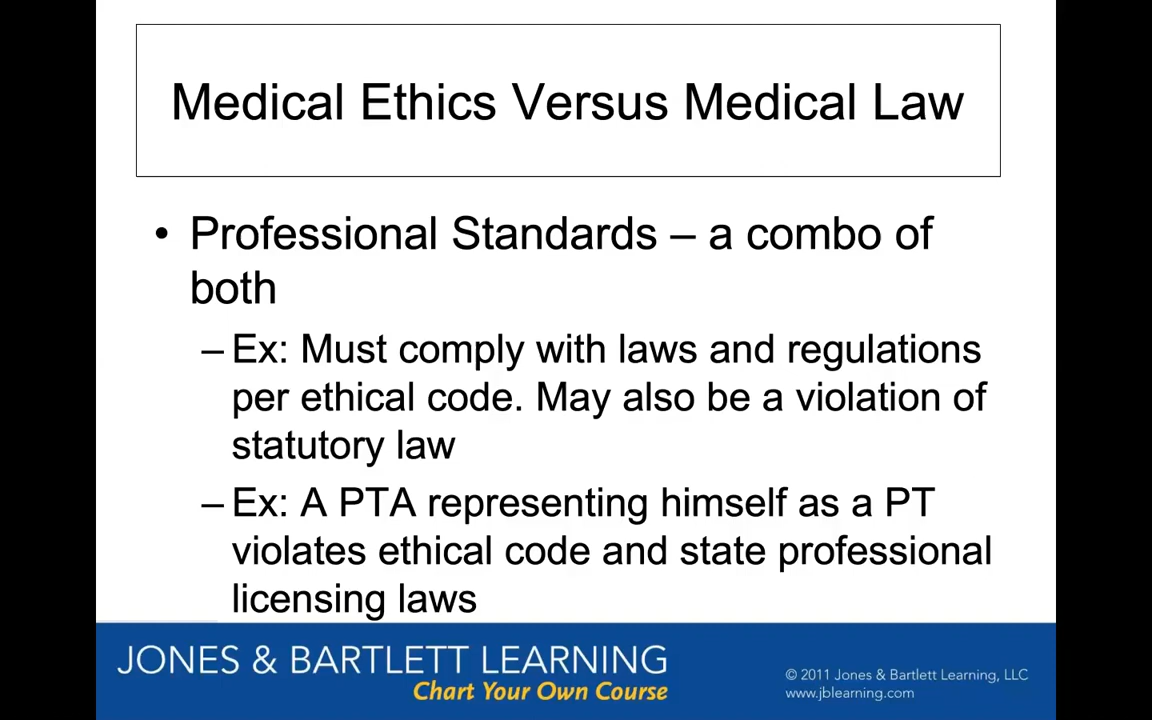 Medical Ethics Versus Medical Law
• Professional Standards – a combo of
both
– Ex: Must comply with laws and regulations
per ethical code. May also be a violation of
statutory law
– Ex: A PTA representing himself as a PT
violates ethical code and state professional
licensing laws
JONES & BARTLETT LEARNING
Chart Your Own Course
© 2011 Jones & Bartlett Learning, LLC
www.jblearning.com